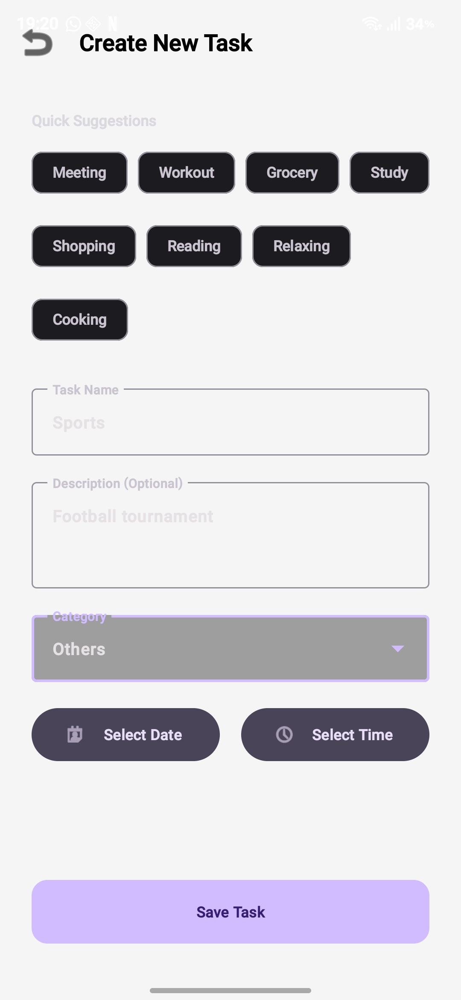 19:20 N 34%
Create New Task
Quick Suggestions
Meeting Workout Grocery Study
Shopping Reading Relaxing
Cooking
Task Name
Sports
Description (Optional)
Football tournament
Category
Others
Select Date Select Time
Save Task